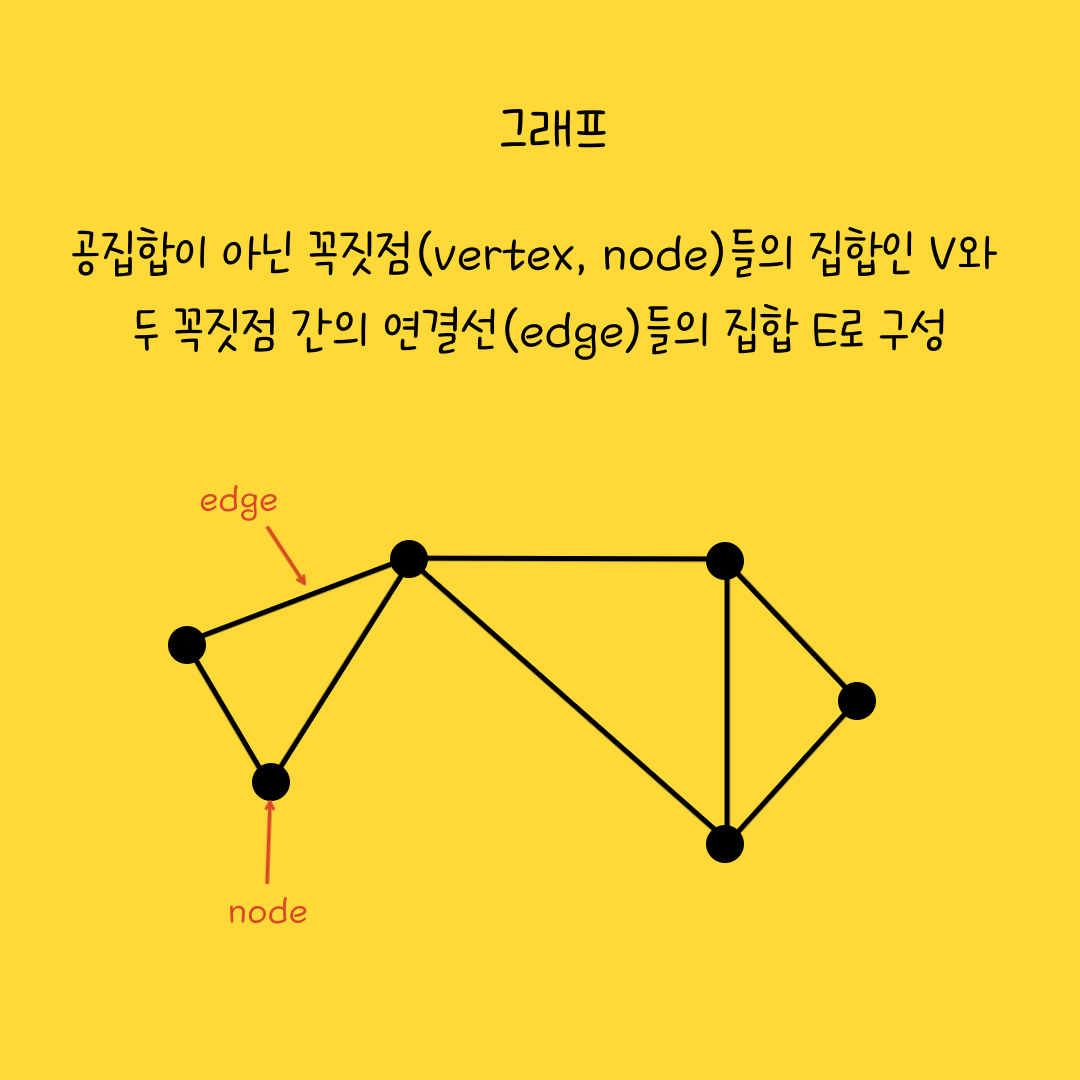 그래프
공집합이 아닌 꼭짓점(vertex, node)들의 집합인 V와
두 꼭짓점 간의 연결선(edge)들의 집합 E로 구성
edge
node